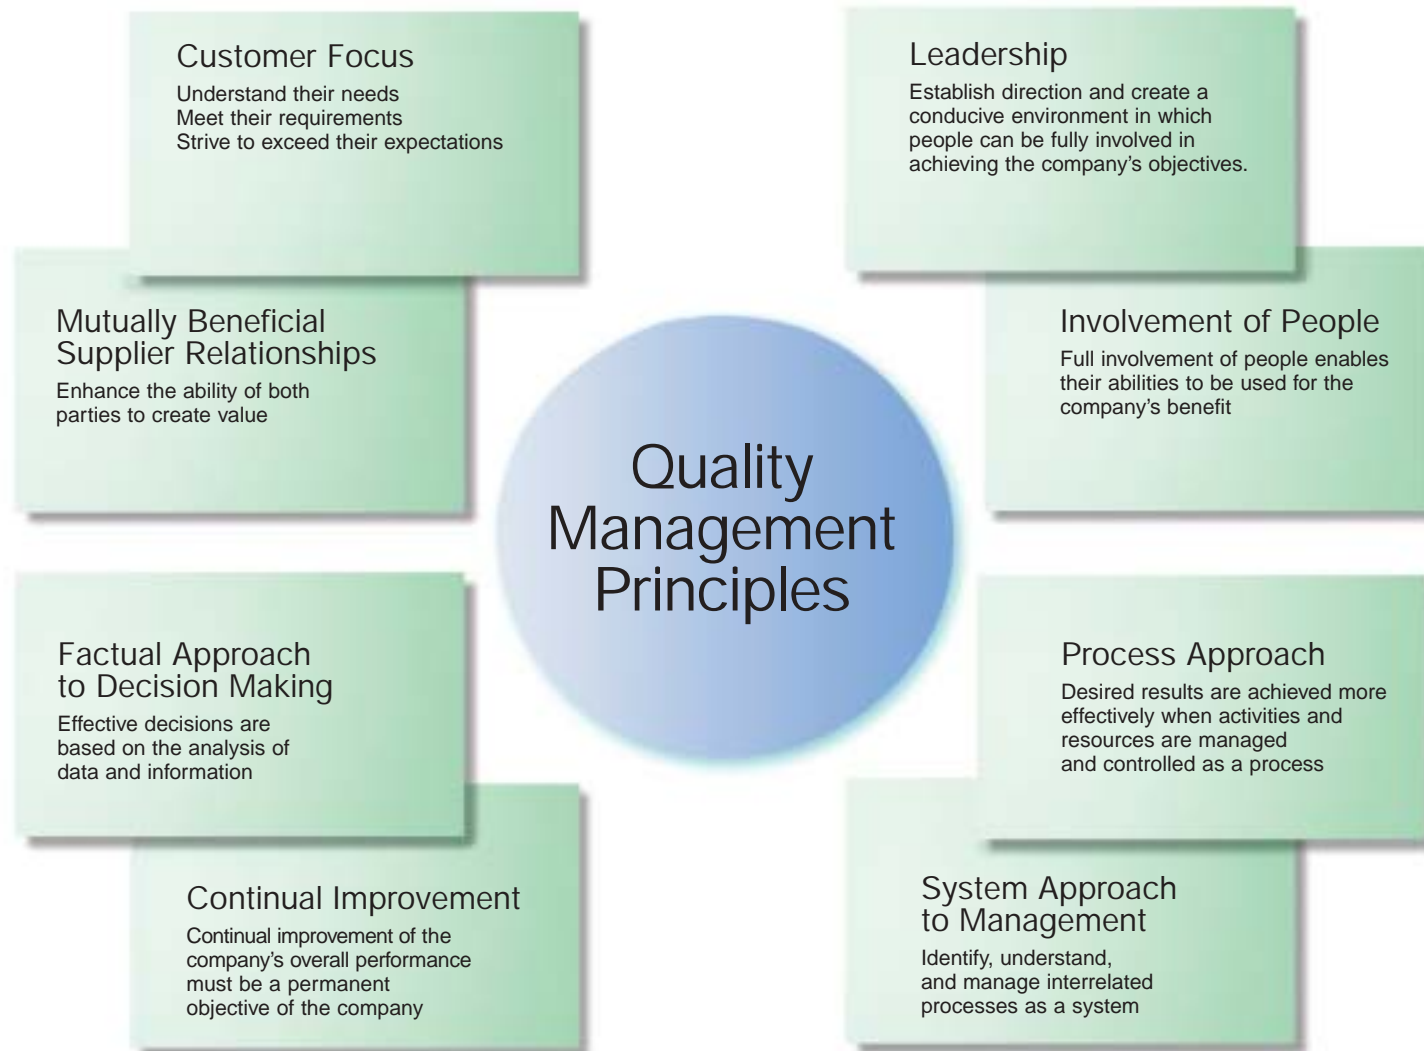 Customer Focus
Understand their needs
Meet their requirements
Strive to exceed their expectations
Leadership
Establish direction and create a
conducive environment in which
people can be fully involved in
achieving the company’s objectives.
Mutually Beneficial
Supplier Relationships
Enhance the ability of both
parties to create value
Involvement of People
Full involvement of people enables
their abilities to be used for the
company’s benefit
Quality
Management
Principles
Factual Approach
to Decision Making
Effective decisions are
based on the analysis of
data and information
Process Approach
Desired results are achieved more
effectively when activities and
resources are managed
and controlled as a process
Continual Improvement
Continual improvement of the
company’s overall performance
must be a permanent
objective of the company
System Approach
to Management
Identify, understand,
and manage interrelated
processes as a system